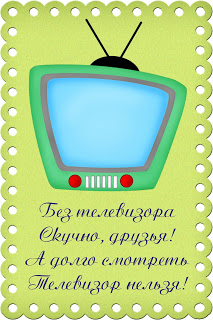 Без телевизора
Скучно, друзья!
А долго смотреть
Телевизор нельзя!